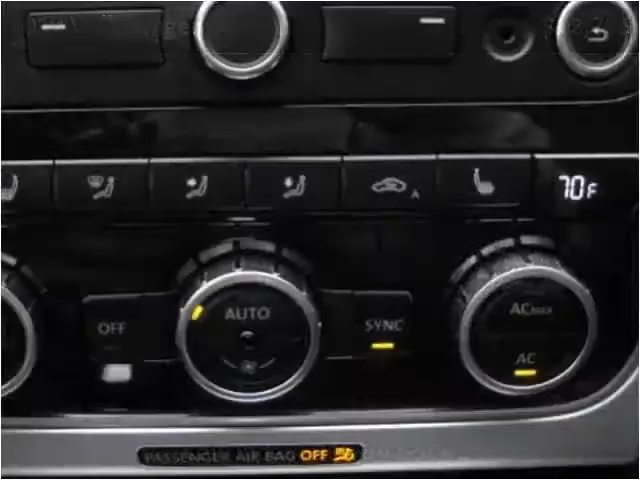 70F
AUTO
ACMAX
OFF
SYNC
AC
PASSENGER AIR BAG OFF